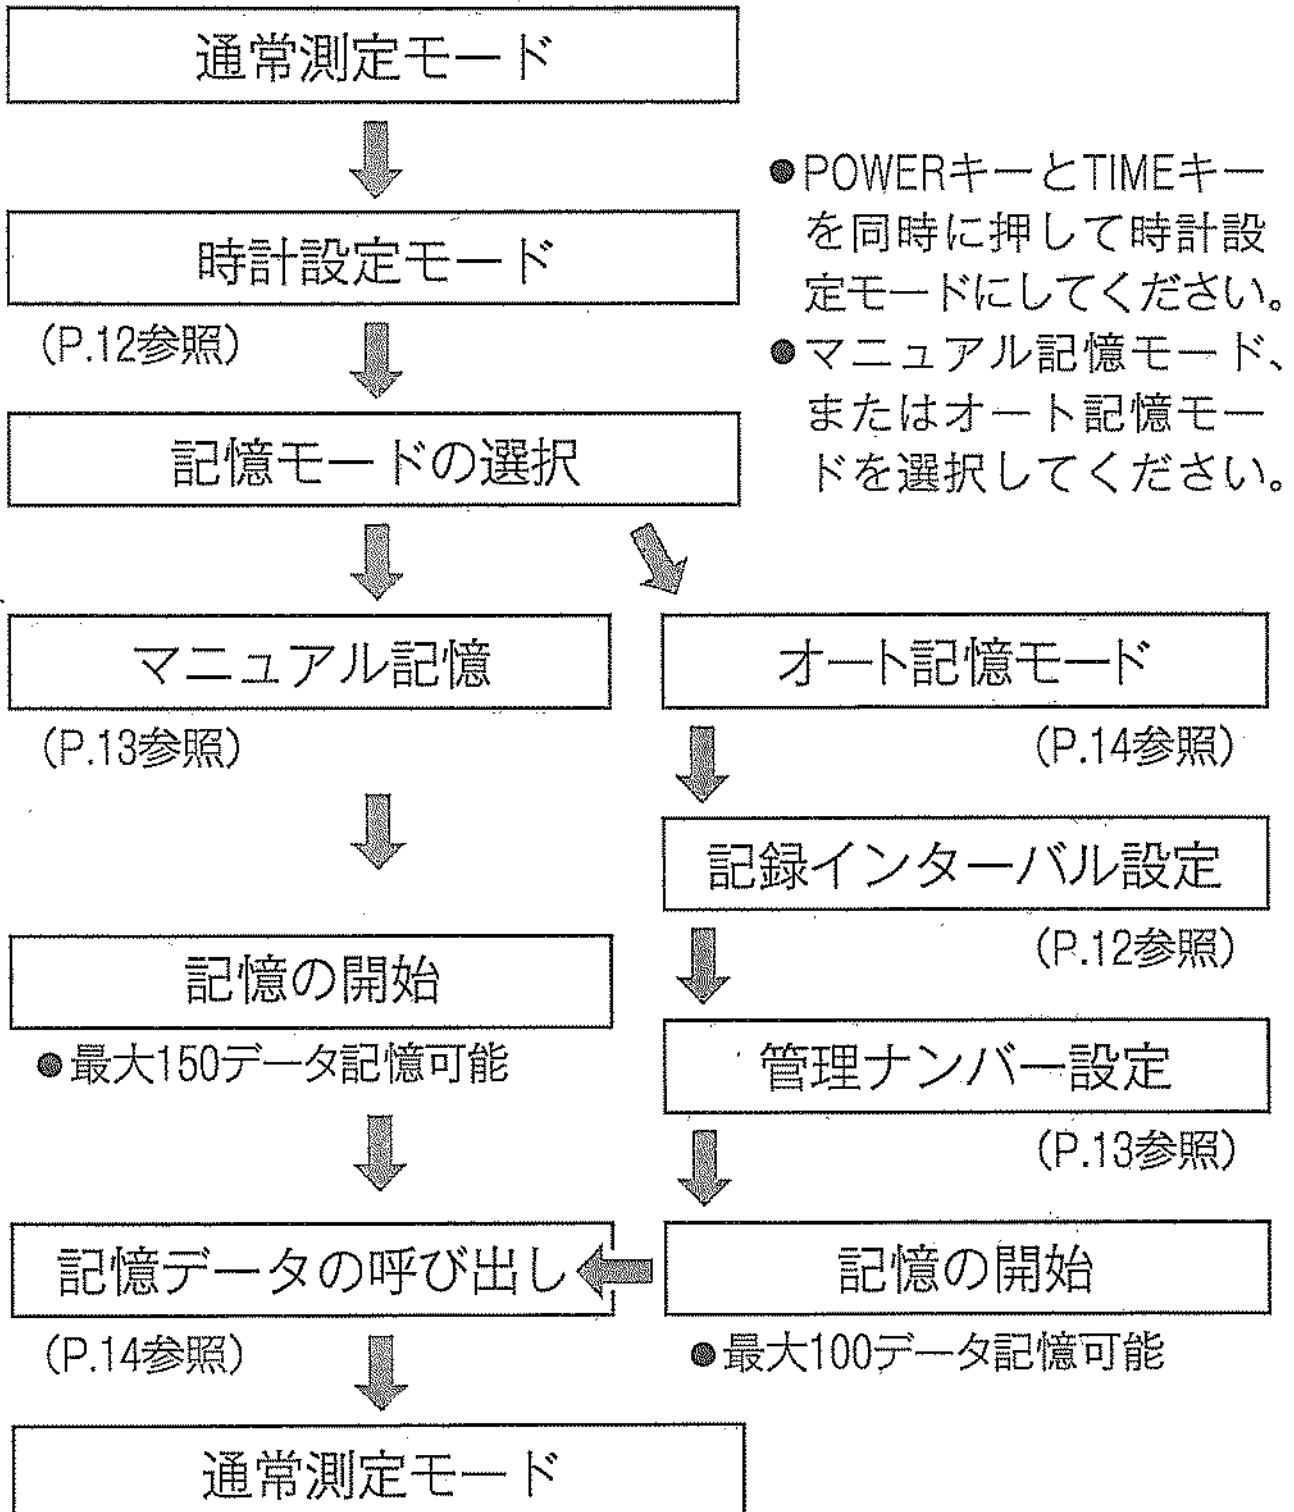 通常測定モード
●POWERキーとTIMEキー
を同時に押して時計設
定モードにしてください。
時計設定モード
(P.12参照)
●マニュアル記憶モード、
またはオート記憶モー
ドを選択してください。
記憶モードの選択
マニュアル記憶
(P.13参照)
オート記憶モード
(P.14参照)
記録インターバル設定
(P.12参照)
記憶の開始
●最大150データ記憶可能
管理ナンバー設定
(P.13参照)
記憶データの呼び出し
(P.14参照)
記憶の開始
●最大100データ記憶可能
通常測定モード